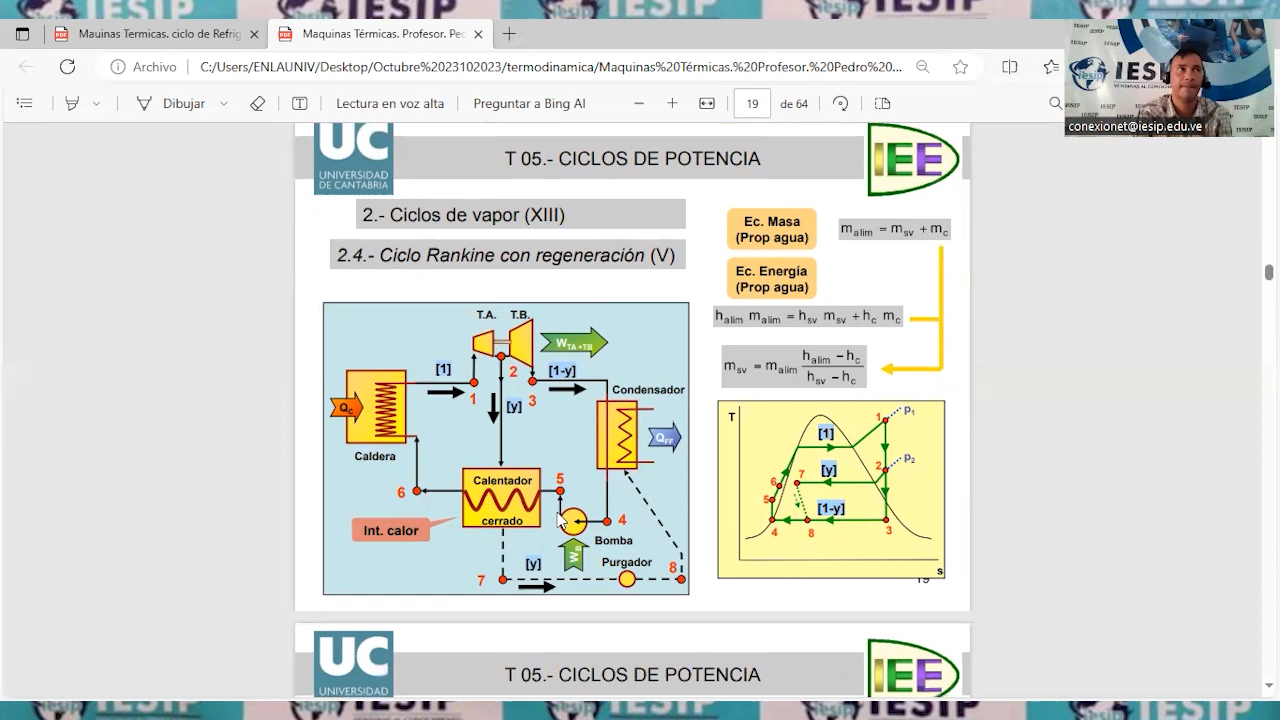 Mauinas Termicas. ciclo de Refrig
Maquinas Térmicas. Profesor. Pec
Archivo
C:/Users/ENLAUNIV/Desktop/Octubre%2023102023/termodinamica/Maquinas%20Térmicas.%20Profesor.%20Pedro%20...
Dibujar
Lectura en voz alta
Preguntar a Bing AI
19
de 64
IESIP
VENTANAS AL CONOCIMIENTO
conexionet@iesip.edu.ve
UC
UNIVERSIDAD
DE CANTABRIA
T 05.- CICLOS DE POTENCIA
IEE
2.- Ciclos de vapor (XIII)
2.4.- Ciclo Rankine con regeneración (V)
Ec. Masa
(Prop agua)
m_alim = m_sv + m_c
Ec. Energía
(Prop agua)
h_alim m_alim = h_sv m_sv + h_c m_c
m_sv = m_alim (h_alim – h_c) / (h_sv – h_c)
T.A. T.B.
W_TA+TB
[1]
2
[1-y]
1
[y]
3
Condensador
Q_C
Q_FF
Caldera
Calentador
cerrado
5
6
4
Int. calor
Bomba
[y]
W_B
Purgador
7
8
T
1
p₁
[1]
2
p₂
[y]
7
6
5
[1-y]
4
8
3
s
19
UC
UNIVERSIDAD
T 05.- CICLOS DE POTENCIA
IEE